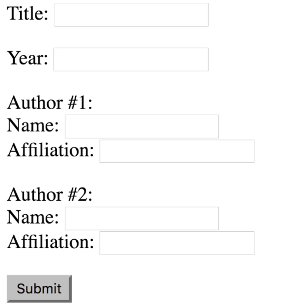 Title:
Year:
Author #1:
Name:
Affiliation:
Author #2:
Name:
Affiliation:
Submit